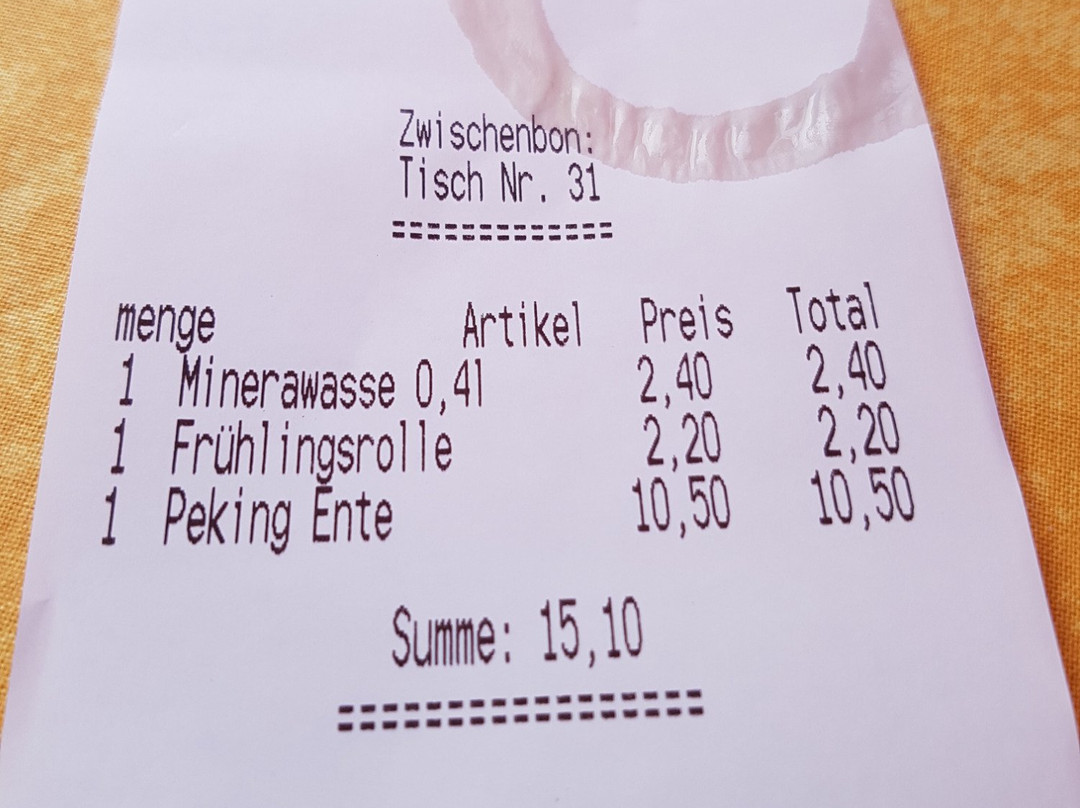 Zwischenbon:
Tisch Nr. 31
=============
menge Artikel Preis Total
1 Minerawasse 0,4l 2,40 2,40
1 Frühlingsrolle 2,20 2,20
1 Peking Ente 10,50 10,50
Summe: 15,10
=================